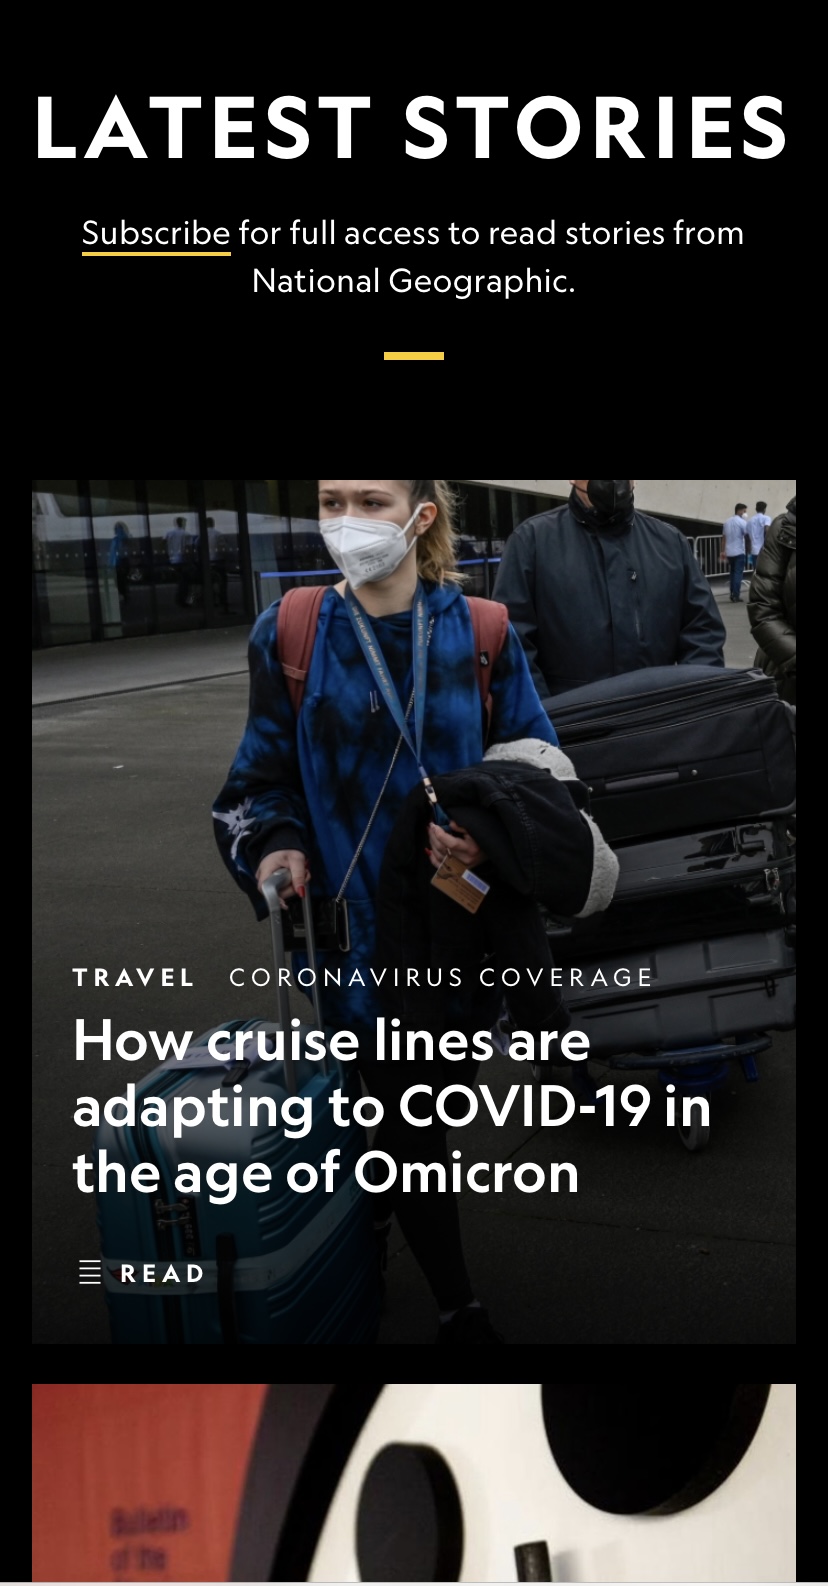 LATEST STORIES
Subscribe for full access to read stories from
National Geographic.
TRAVEL CORONAVIRUS COVERAGE
How cruise lines are
adapting to COVID-19 in
the age of Omicron
READ
Bulletin
of the